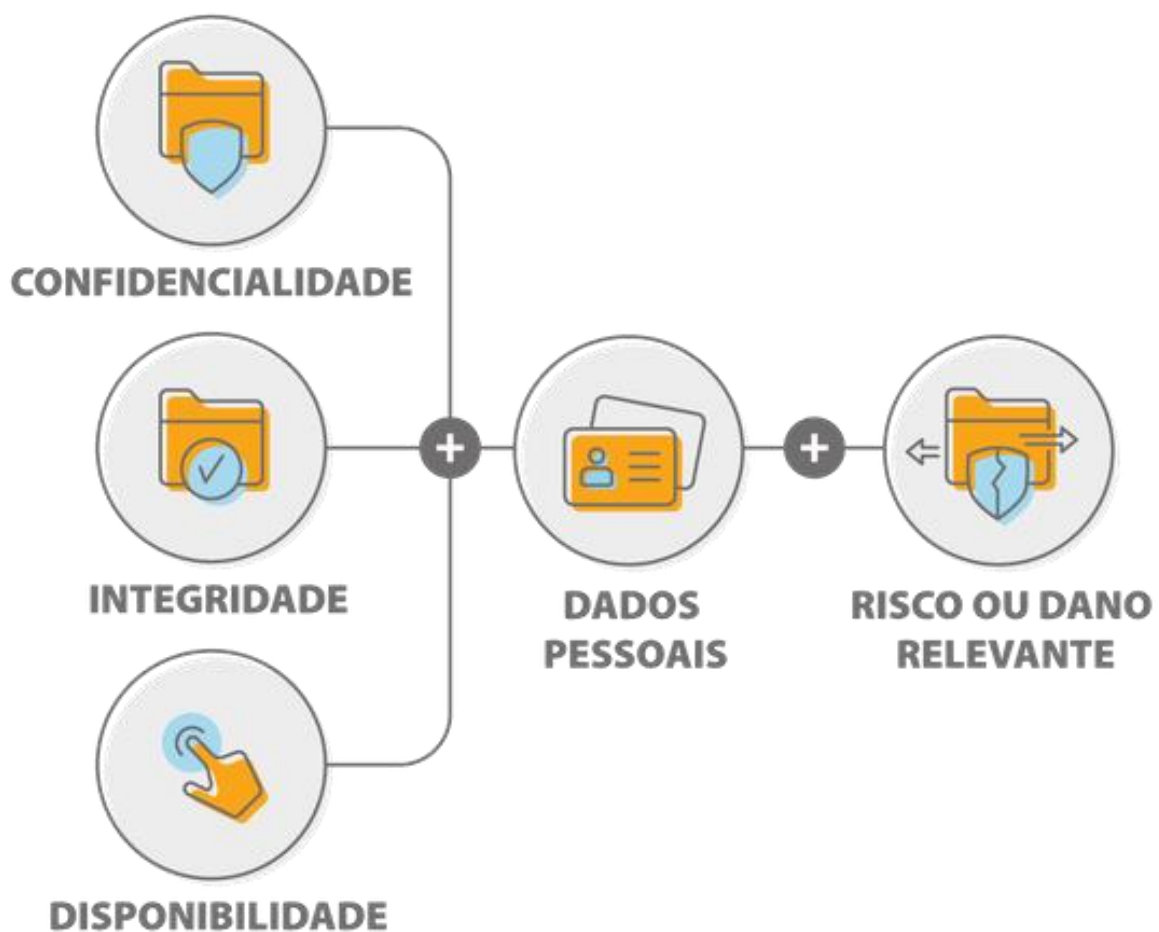 CONFIDENCIALIDADE
INTEGRIDADE
DISPONIBILIDADE
DADOS
PESSOAIS
RISCO OU DANO
RELEVANTE